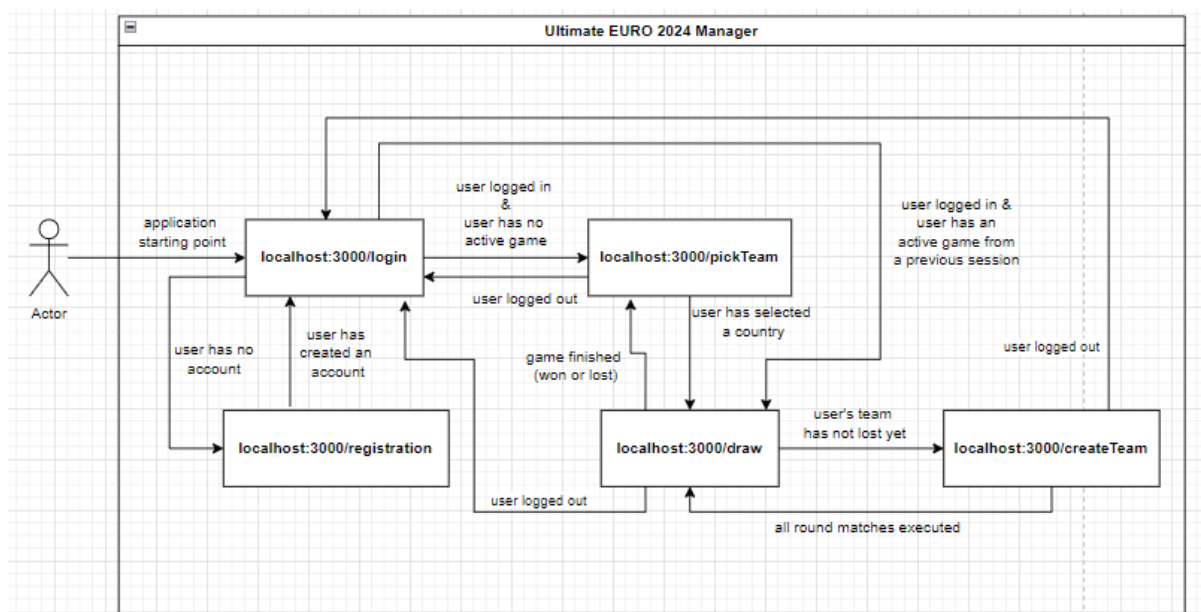 Ultimate EURO 2024 Manager
user logged in
&
user has no
active game
user logged in &
user has an
active game from
a previous session
application
starting point
localhost:3000/login
localhost:3000/pickTeam
user logged out
Actor
user has selected
a country
user has no
account
user has
created an
account
game finished
(won or lost)
user logged out
user's team
has not lost yet
localhost:3000/registration
localhost:3000/draw
localhost:3000/createTeam
user logged out
all round matches executed